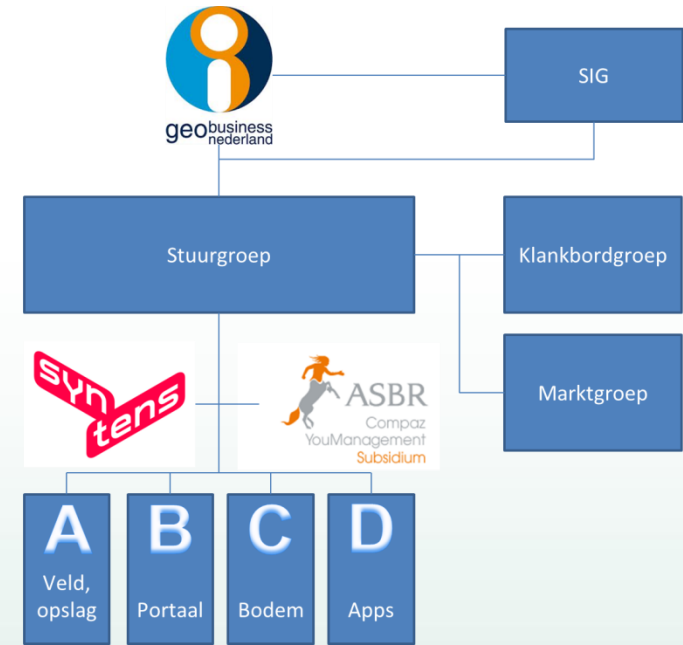 geo business
nederland
SIG
Stuurgroep
Klankbordgroep
Marktgroep
syn
tens
ASBR
Compaz
YouManagement
Subsidium
A
Veld,
opslag
B
Portaal
C
Bodem
D
Apps